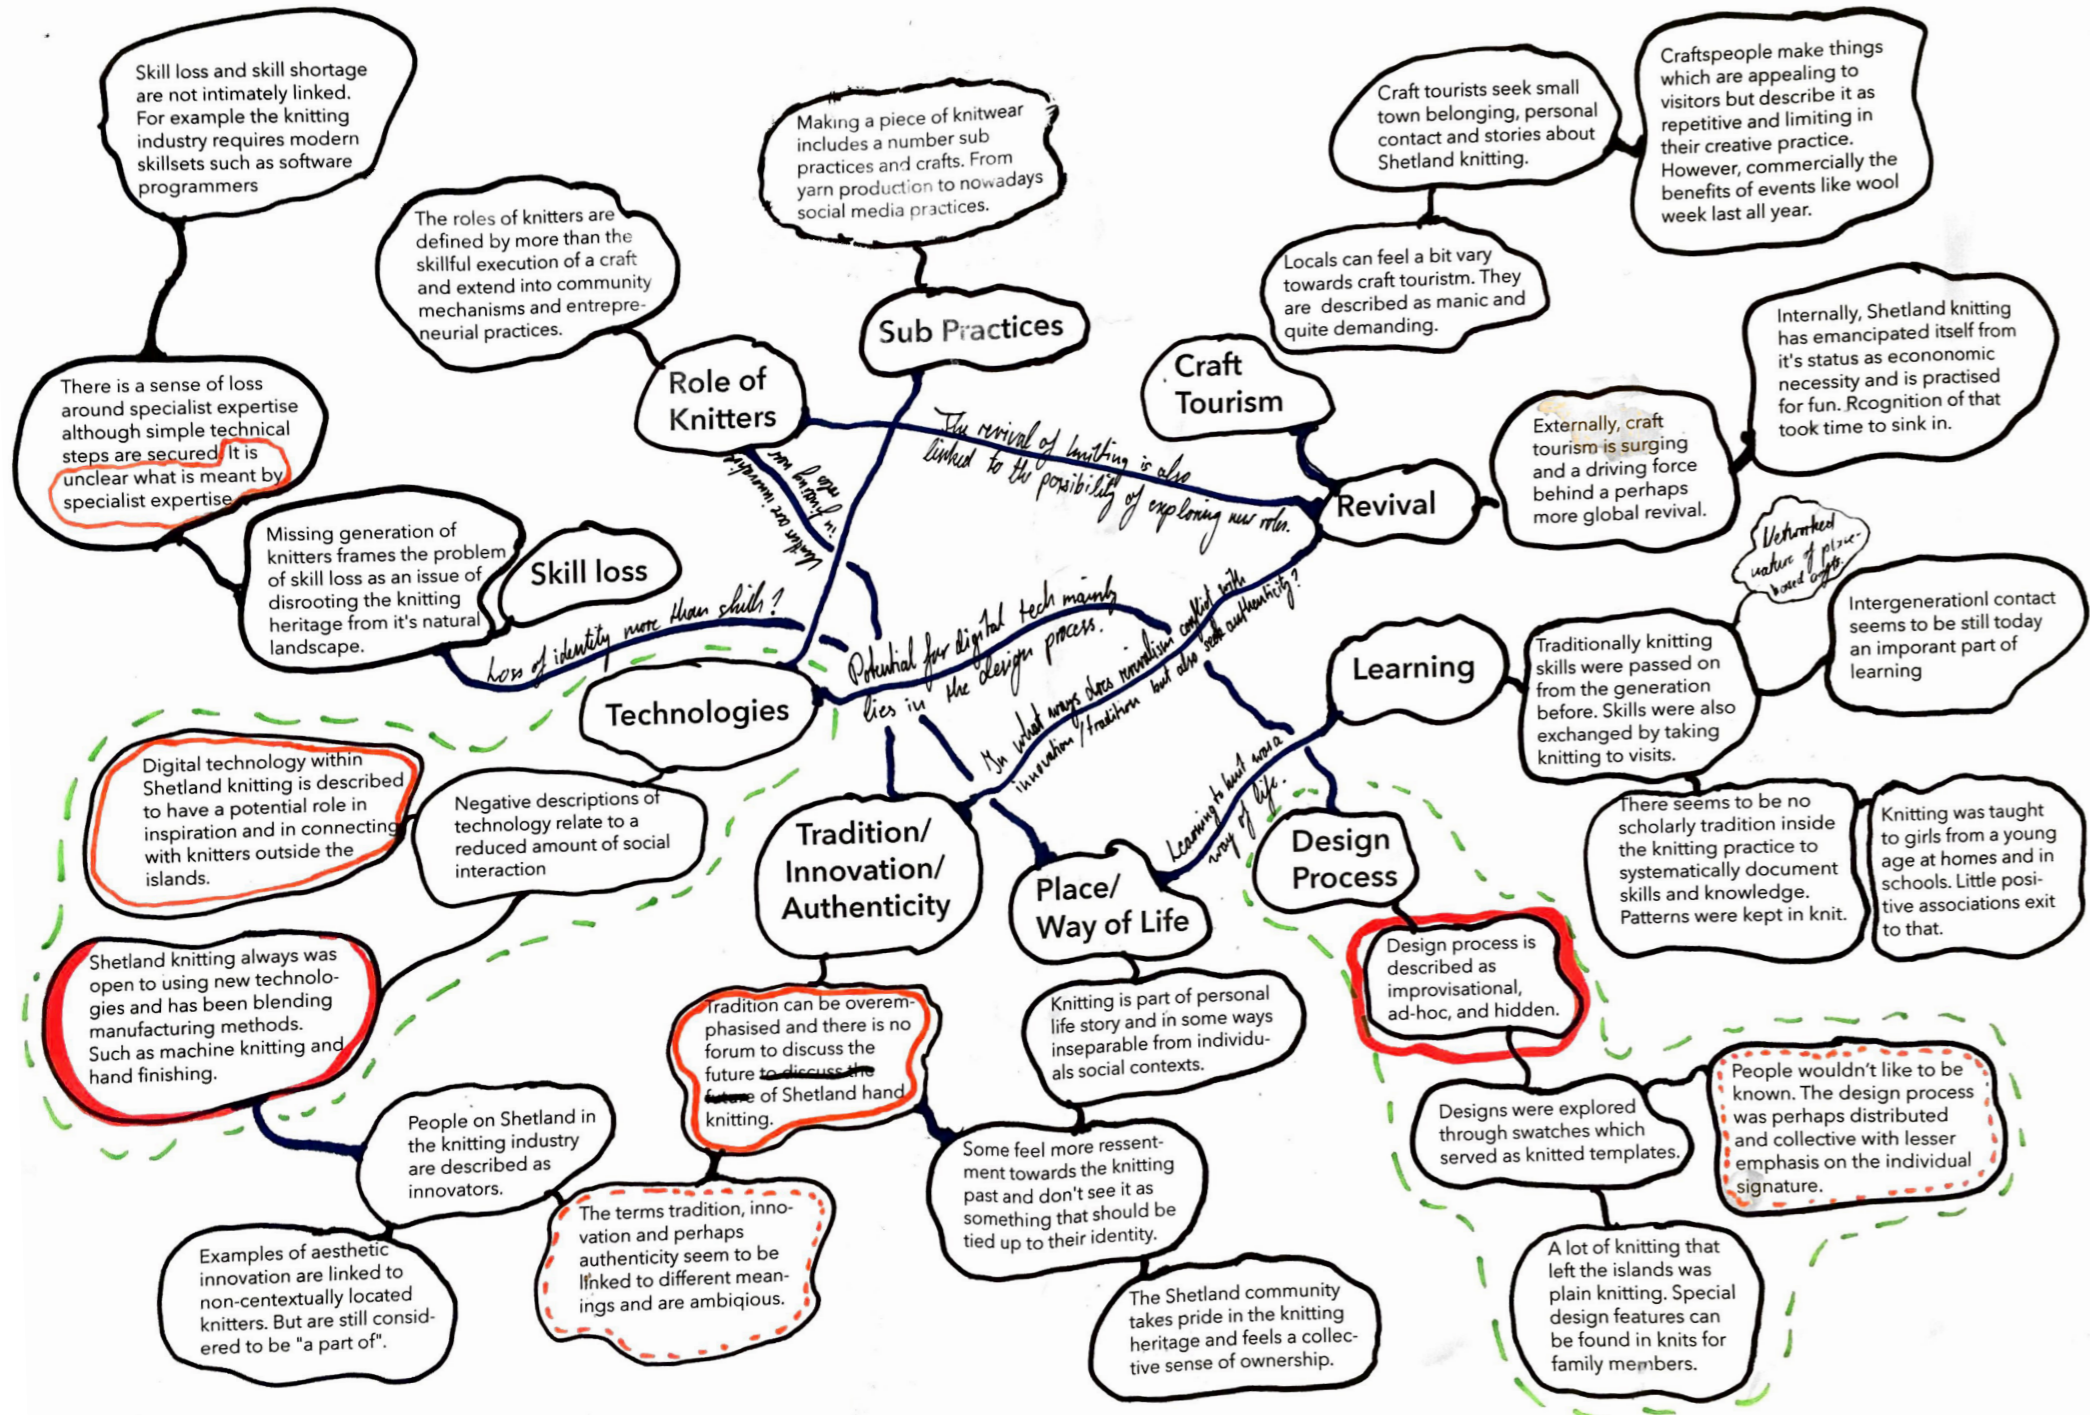 Skill loss and skill shortage
are not intimately linked.
For example the knitting
industry requires modern
skillsets such as software
programmers
There is a sense of loss
around specialist expertise
although simple technical
steps are secured. It is
unclear what is meant by
specialist expertise
Missing generation of
knitters frames the problem
of skill loss as an issue of
disrooting the knitting
heritage from it's natural
landscape.
Skill loss
Loss of identity more than skills?
The roles of knitters are
defined by more than the
skillful execution of a craft
and extend into community
mechanisms and entrepre-
neurial practices.
Role of
Knitters
knitters are innovative
in finding new
roles
Making a piece of knitwear
includes a number sub
practices and crafts. From
yarn production to nowadays
social media practices.
Sub Practices
The revival of knitting is also
linked to the possibility of exploring new roles.
Craft tourists seek small
town belonging, personal
contact and stories about
Shetland knitting.
Craftspeople make things
which are appealing to
visitors but describe it as
repetitive and limiting in
their creative practice.
However, commercially the
benefits of events like wool
week last all year.
Locals can feel a bit vary
towards craft touristm. They
are described as manic and
quite demanding.
Craft
Tourism
Revival
Externally, craft
tourism is surging
and a driving force
behind a perhaps
more global revival.
Internally, Shetland knitting
has emancipated itself from
it's status as econonomic
necessity and is practised
for fun. Rcognition of that
took time to sink in.
Networked
nature of place-
based crafts.
Learning
Traditionally knitting
skills were passed on
from the generation
before. Skills were also
exchanged by taking
knitting to visits.
Intergenerationl contact
seems to be still today
an imporant part of
learning
There seems to be no
scholarly tradition inside
the knitting practice to
systematically document
skills and knowledge.
Patterns were kept in knit.
Knitting was taught
to girls from a young
age at homes and in
schools. Little posi-
tive associations exit
to that.
Technologies
Potential for digital tech mainly
lies in the design process.
In what ways does revivalism conflict with
innovation/tradition but also seek authenticity?
Learning to knit was a
way of life.
Digital technology within
Shetland knitting is described
to have a potential role in
inspiration and in connecting
with knitters outside the
islands.
Negative descriptions of
technology relate to a
reduced amount of social
interaction
Shetland knitting always was
open to using new technolo-
gies and has been blending
manufacturing methods.
Such as machine knitting and
hand finishing.
People on Shetland in
the knitting industry
are described as
innovators.
Examples of aesthetic
innovation are linked to
non-centextually located
knitters. But are still consid-
ered to be "a part of".
Tradition/
Innovation/
Authenticity
Tradition can be overem-
phasised and there is no
forum to discuss the
future to discuss the
future of Shetland hand
knitting.
The terms tradition, inno-
vation and perhaps
authenticity seem to be
linked to different mean-
ings and are ambiqious.
Place/
Way of Life
Knitting is part of personal
life story and in some ways
inseparable from individu-
als social contexts.
Some feel more ressent-
ment towards the knitting
past and don't see it as
something that should be
tied up to their identity.
The Shetland community
takes pride in the knitting
heritage and feels a collec-
tive sense of ownership.
Design
Process
Design process is
described as
improvisational,
ad-hoc, and hidden.
Designs were explored
through swatches which
served as knitted templates.
People wouldn't like to be
known. The design process
was perhaps distributed
and collective with lesser
emphasis on the individual
signature.
A lot of knitting that
left the islands was
plain knitting. Special
design features can
be found in knits for
family members.